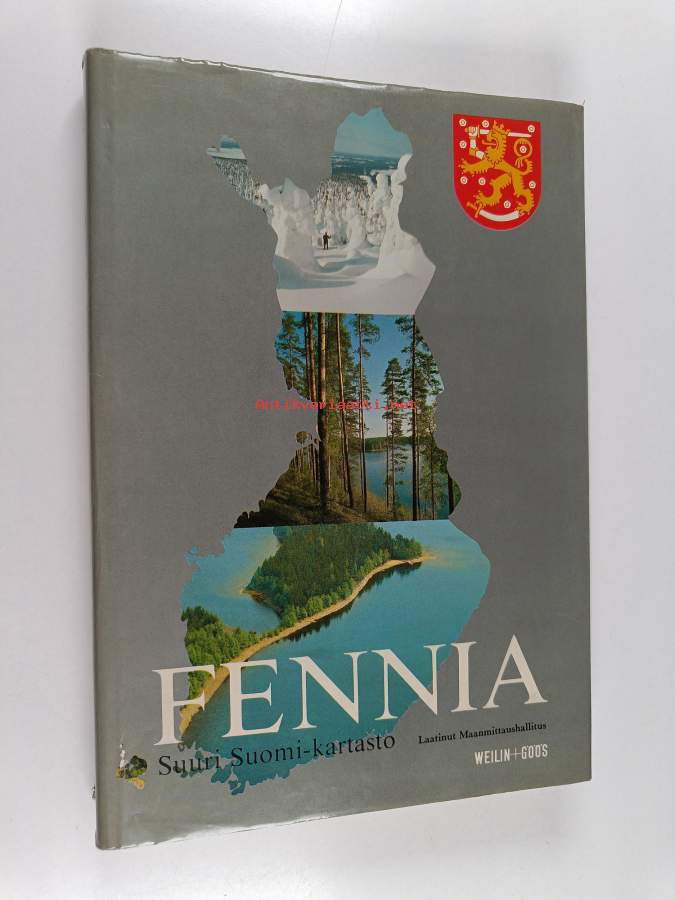 Antikvariaatti.net
FENNIA
Suuri Suomi-kartasto
Laatinut Maanmittaushallitus
WEILIN+GÖÖS